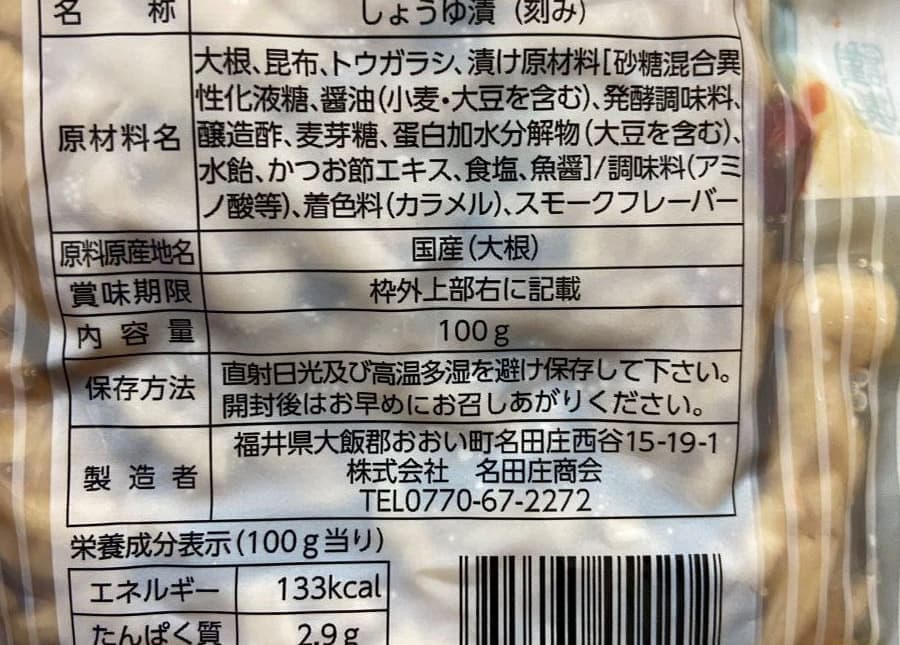 名称 しょうゆ漬(刻み)
原材料名
大根、昆布、トウガラシ、漬け原材料[砂糖混合異
性化液糖、醤油(小麦・大豆を含む)、発酵調味料、
醸造酢、麦芽糖、蛋白加水分解物(大豆を含む)、
水飴、かつお節エキス、食塩、魚醤]/調味料(アミ
ノ酸等)、着色料(カラメル)、スモークフレーバー
原料原産地名 国産(大根)
賞味期限 枠外上部右に記載
内容量 100g
保存方法
直射日光及び高温多湿を避け保存して下さい。
開封後はお早めにお召しあがりください。
製造者
福井県大飯郡おおい町名田庄西谷15-19-1
株式会社 名田庄商会
TEL0770-67-2272
栄養成分表示(100g当り)
エネルギー 133kcal
たんぱく質 2.9g